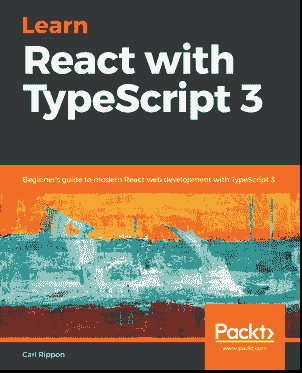 Learn
React with
TypeScript 3
Beginner's guide to modern React web development with TypeScript 3
Packt>
www.packt.com
Carl Rippon